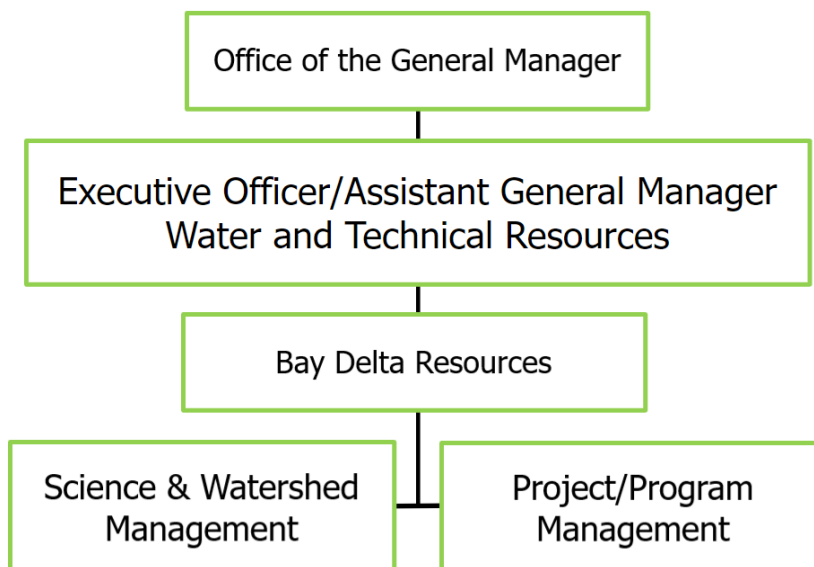 Office of the General Manager
Executive Officer/Assistant General Manager
Water and Technical Resources
Bay Delta Resources
Science & Watershed
Management
Project/Program
Management